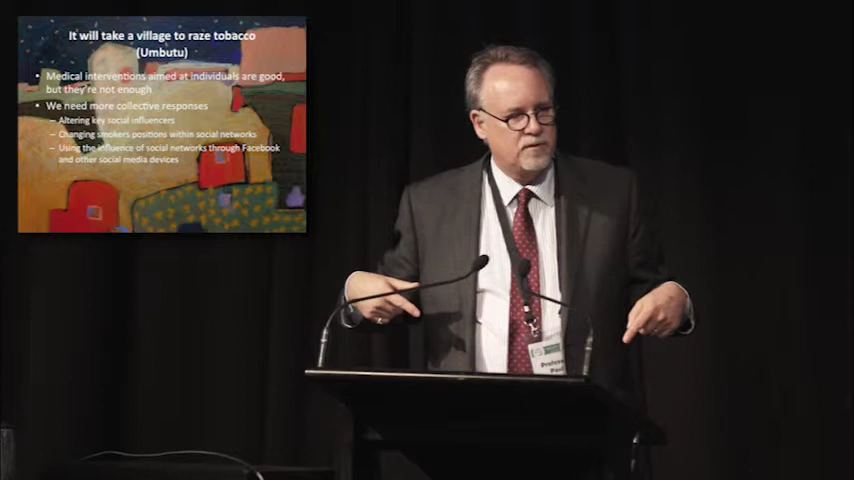 It will take a village to raze tobacco
(Umbutu)
• Medical interventions aimed at individuals are good,
but they're not enough
• We need more collective responses
– Altering key social influencers
– Changing smokers positions within social networks
– Using the influence of social networks through Facebook
and other social media devices
Professor
Paul